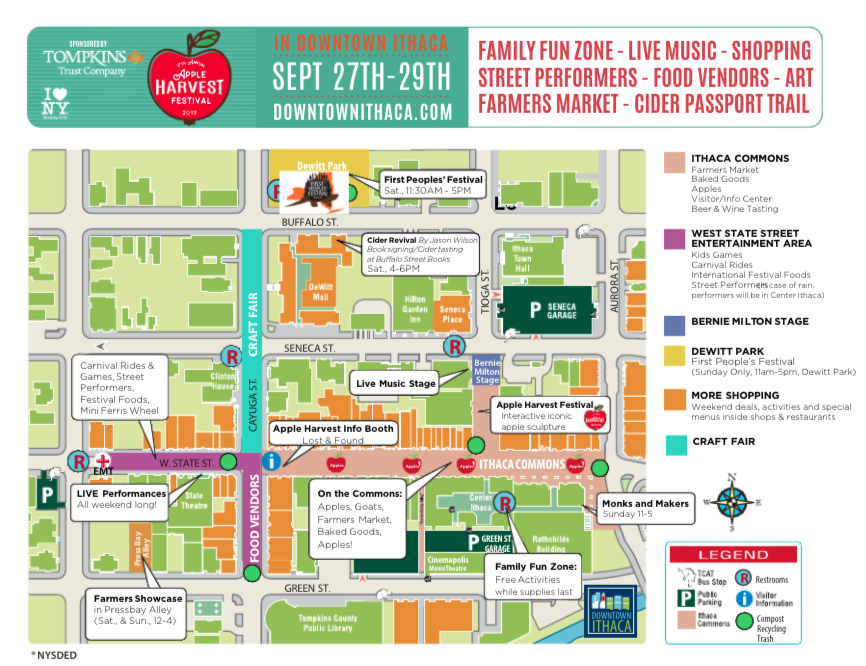 SPONSORED BY
TOMPKINS
Trust Company
I ♥
NY
APPLE
HARVEST
FESTIVAL
2019
IN DOWNTOWN ITHACA
SEPT 27TH-29TH
DOWNTOWNITHACA.COM
FAMILY FUN ZONE - LIVE MUSIC - SHOPPING
STREET PERFORMERS - FOOD VENDORS - ART
FARMERS MARKET - CIDER PASSPORT TRAIL
Dewitt Park
R
FIRST
PEOPLES
FESTIVAL
First Peoples' Festival
Sat., 11:30AM - 5PM
BUFFALO ST.
Cider Revival By Jason Wilson
Book signing/Cider tasting
at Buffalo Street Books
Sat., 4-6PM
DeWitt
Mall
Hilton
Garden
Inn
Seneca
Place
TIOGA ST.
Ithaca
Town
Hall
P SENECA
GARAGE
AURORA ST.
CRAFT FAIR
CAYUGA ST.
SENECA ST.
R
R
Clinton
House
Carnival Rides &
Games, Street
Performers,
Festival Foods,
Mini Ferris Wheel
Live Music Stage
Bernie
Milton
Stage
Apple Harvest Festival
Interactive iconic
apple sculpture
Apple Harvest Info Booth
Lost & Found
R
EMT
W. STATE ST.
i
Apples!
Apples!
Apples!
ITHACA COMMONS
Apples!
P
LIVE Performances
All weekend long!
State
Theatre
FOOD VENDORS
On the Commons:
Apples, Goats,
Farmers Market,
Baked Goods,
Apples!
Center
Ithaca
R
Monks and Makers
Sunday 11-5
Press Bay
Alley
P GREEN ST.
GARAGE
Rothchilds
Building
Cinemapolis
MovieTheatre
Family Fun Zone:
Free Activities
while supplies last
Farmers Showcase
in Pressbay Alley
(Sat., & Sun., 12-4)
GREEN ST.
Tompkins County
Public Library
DOWNTOWN
ITHACA
* NYSDED
ITHACA COMMONS
Farmers Market
Baked Goods
Apples
Visitor/Info Center
Beer & Wine Tasting
WEST STATE STREET
ENTERTAINMENT AREA
Kids Games
Carnival Rides
International Festival Foods
Street Performers (in case of rain,
performers will be in Center Ithaca)
BERNIE MILTON STAGE
DEWITT PARK
First People's Festival
(Sunday Only, 11am-5pm, Dewitt Park)
MORE SHOPPING
Weekend deals, activities and special
menus inside shops & restaurants
CRAFT FAIR
N
W
E
S
LEGEND
TCAT
Bus Stop
R Restrooms
P Public
Parking
i Visitor
Information
Ithaca
Commons
Compost
Recycling
Trash